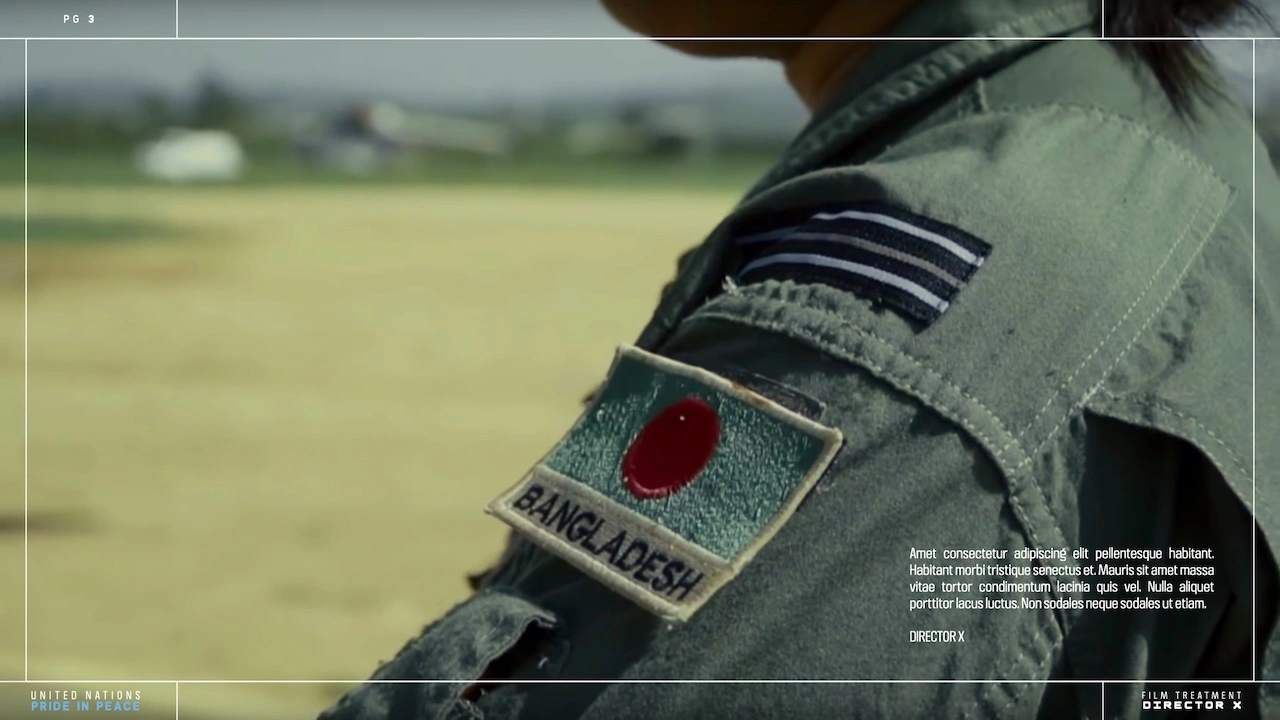 PG 3
BANGLADESH
Amet consectetur adipiscing elit pellentesque habitant.
Habitant morbi tristique senectus et. Mauris sit amet massa
vitae tortor condimentum lacinia quis vel. Nulla aliquet
porttitor lacus luctus. Non sodales neque sodales ut etiam.
DIRECTOR X
UNITED NATIONS
PRIDE IN PEACE
FILM TREATMENT
DIRECTOR X